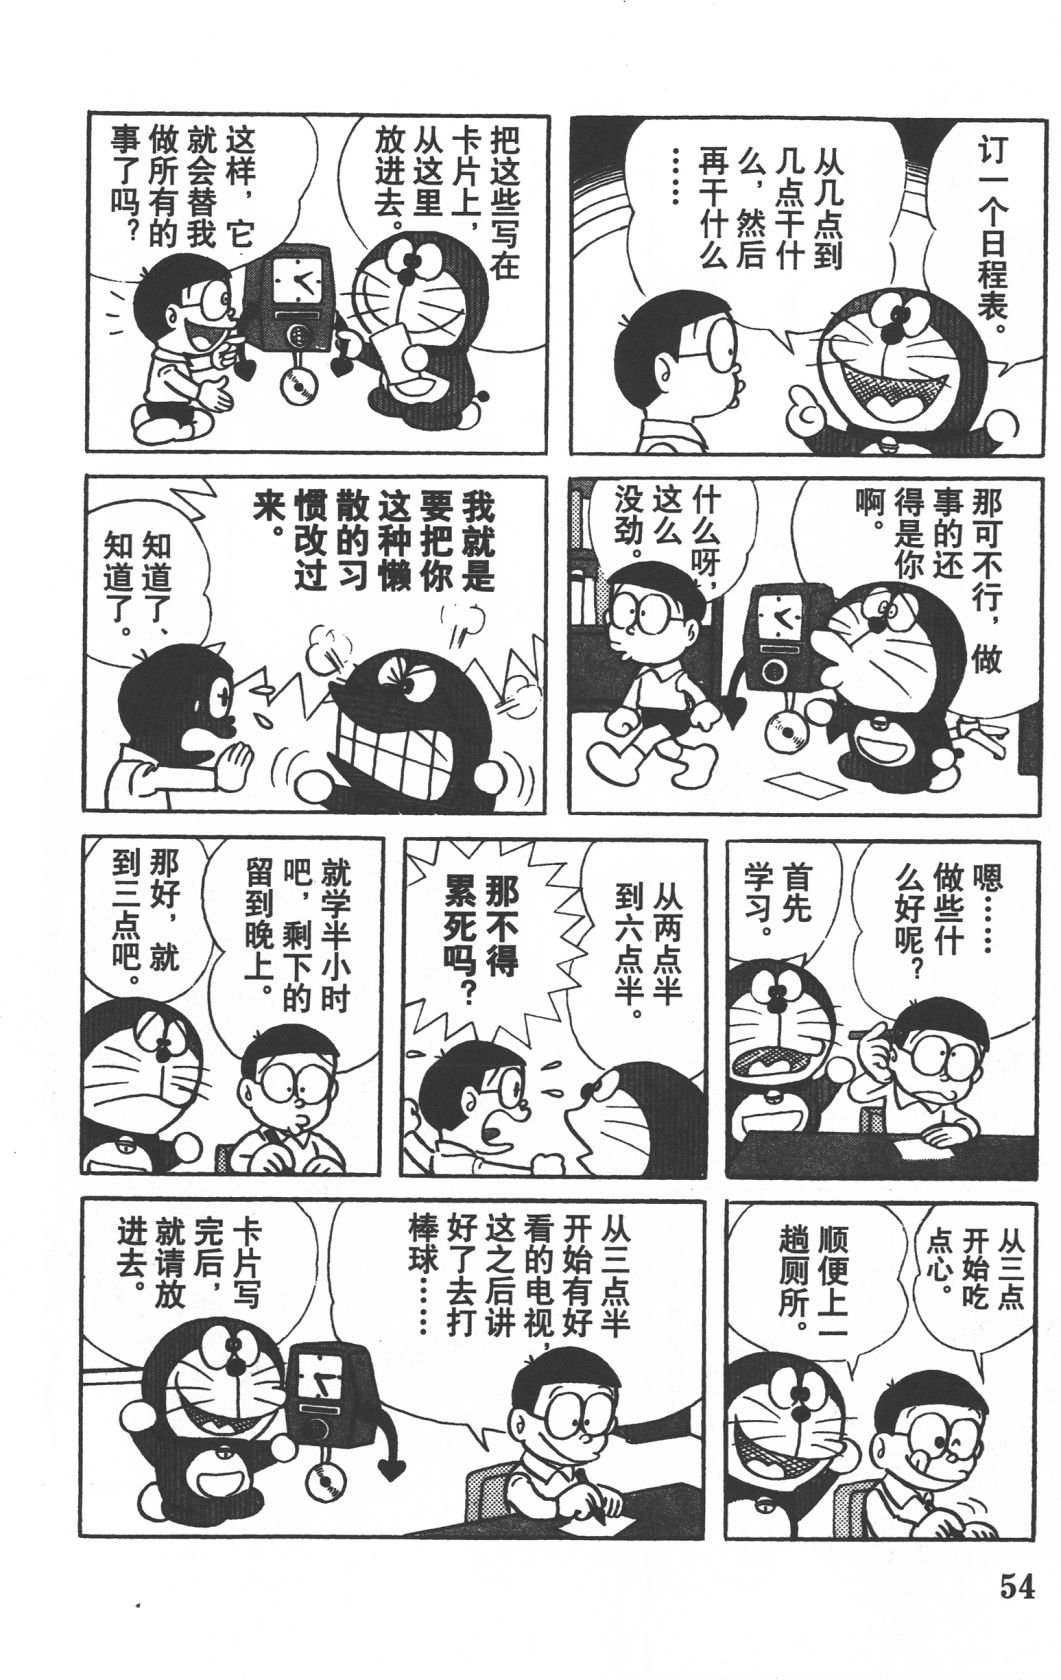 订一个日程表。
从几点到
几点干什
么，然后
再干什么
……
把这些写在
卡片上，
从这里
放进去。
这样，它
就会替我
做所有的
事了吗？
那可不行，做
事的还
得是你
啊。
什么呀，
这么
没劲。
我就是
要把你
这种懒
散的习
惯改过
来。
知道了、
知道了。
嗯……
做些什
么好呢？
首先
学习。
从两点半
到六点半。
那不得
累死吗？
就学半小时
吧，剩下的
留到晚上。
那好，就
到三点吧。
从三点
开始吃
点心。
顺便上一
趟厕所。
从三点半
开始有好
看的电视，
这之后讲
好了去打
棒球……
卡片写
完后，
就请放
进去。
54